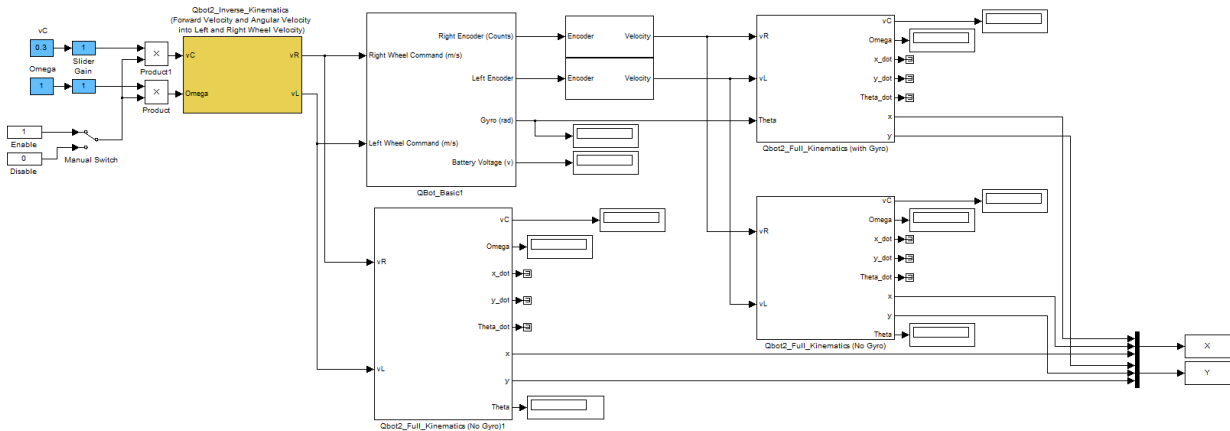 Qbot2_Inverse_Kinematics
(Forward Velocity and Angular Velocity
into Left and Right Wheel Velocity)
vC
0.3
1
Slider
Gain
X
Product1
Omega
1
1
X
Product
1
Enable
0
Disable
Manual Switch
vC
Omega
vR
vL
Right Wheel Command (m/s)
Left Wheel Command (m/s)
Right Encoder (Counts)
Left Encoder
Gyro (rad)
Battery Voltage (v)
QBot_Basic1
Encoder
Velocity
Encoder
Velocity
vR
vL
Theta
vC
Omega
x_dot
y_dot
Theta_dot
x
y
Qbot2_Full_Kinematics (with Gyro)
vR
vL
vC
Omega
x_dot
y_dot
Theta_dot
x
y
Theta
Qbot2_Full_Kinematics (No Gyro)
vR
vL
vC
Omega
x_dot
y_dot
Theta_dot
x
y
Theta
Qbot2_Full_Kinematics (No Gyro)1
X
Y